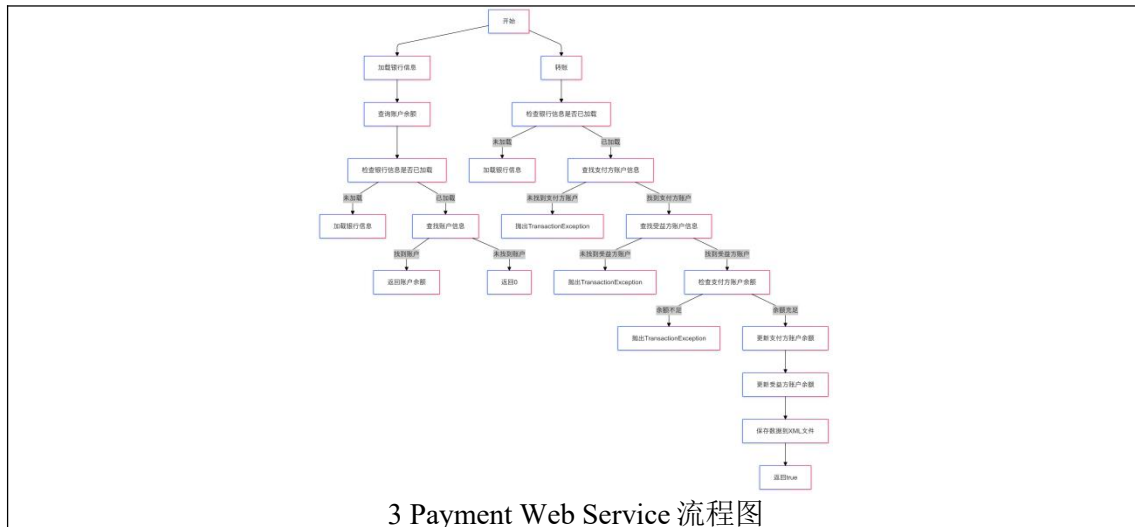 开始
加载银行信息
转账
查询账户余额
检查银行信息是否已加载
未加载
已加载
检查银行信息是否已加载
加载银行信息
查找支付方账户信息
未加载
已加载
未找到支付方账户
找到支付方账户
加载银行信息
查找账户信息
抛出TransactionException
查找受益方账户信息
找到账户
未找到账户
未找到受益方账户
找到受益方账户
返回账户余额
返回0
抛出TransactionException
检查支付方账户余额
余额不足
余额充足
抛出TransactionException
更新支付方账户余额
更新受益方账户余额
保存数据到XML文件
返回true
3 Payment Web Service 流程图